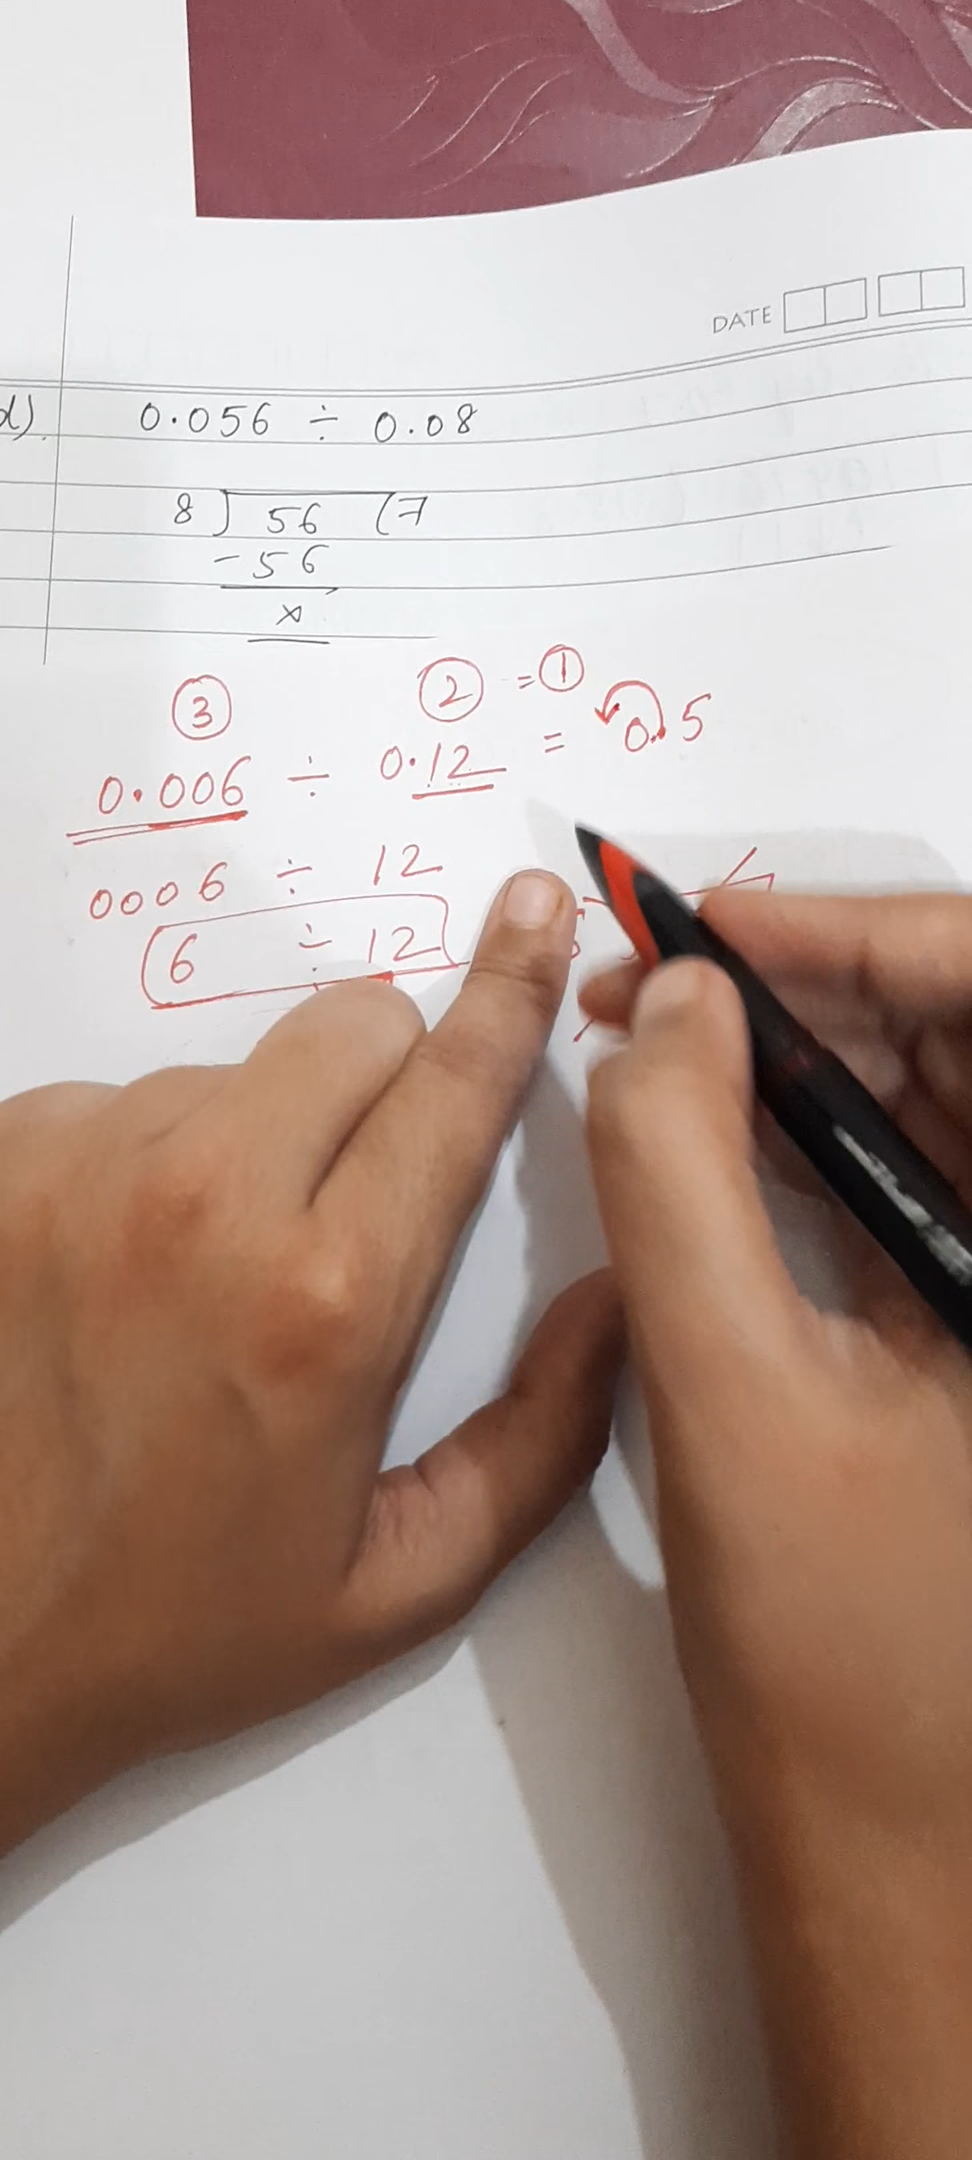 DATE
d). 0.056 ÷ 0.08
8 ) 56 ( 7
- 56
x
③ ② = ①
0.006 ÷ 0.12 = 0.5
0006 ÷ 12
6 ÷ 12